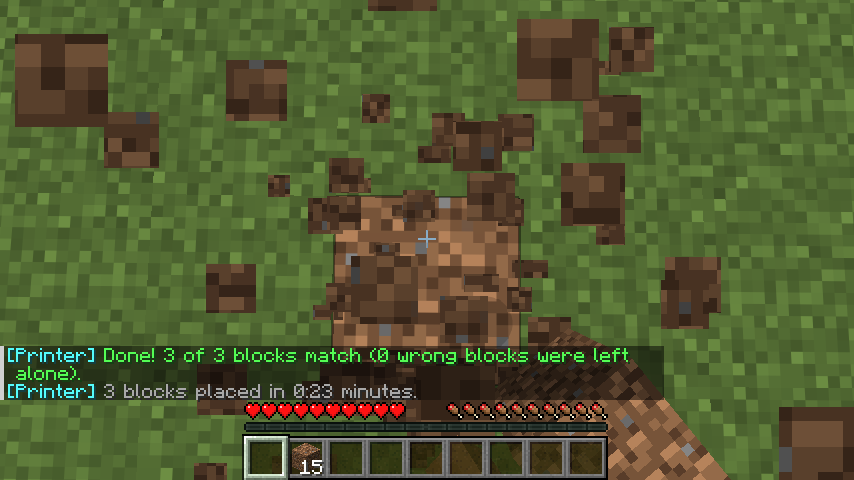 [Printer] Done! 3 of 3 blocks match (0 wrong blocks were left
alone).
[Printer] 3 blocks placed in 0:23 minutes.
15